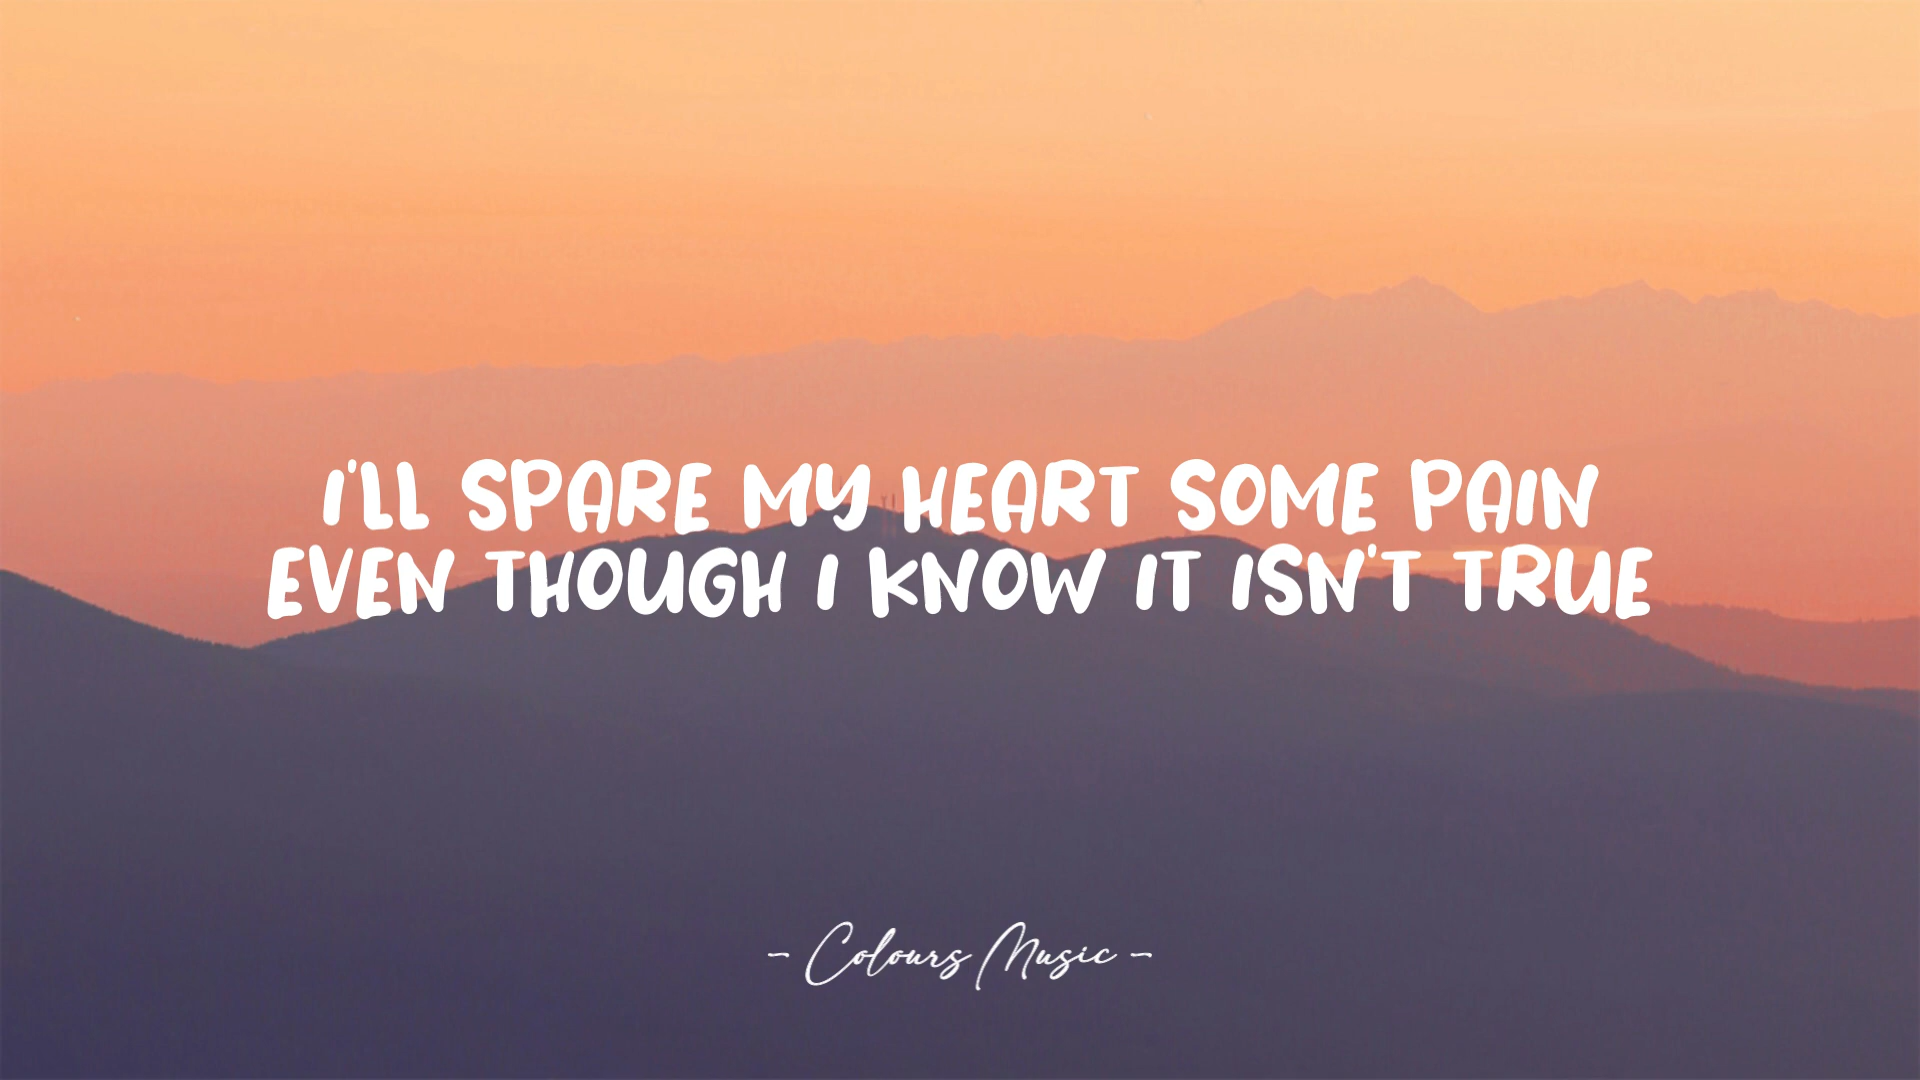 I'LL SPARE MY HEART SOME PAIN
EVEN THOUGH I KNOW IT ISN'T TRUE
- Colours Music -